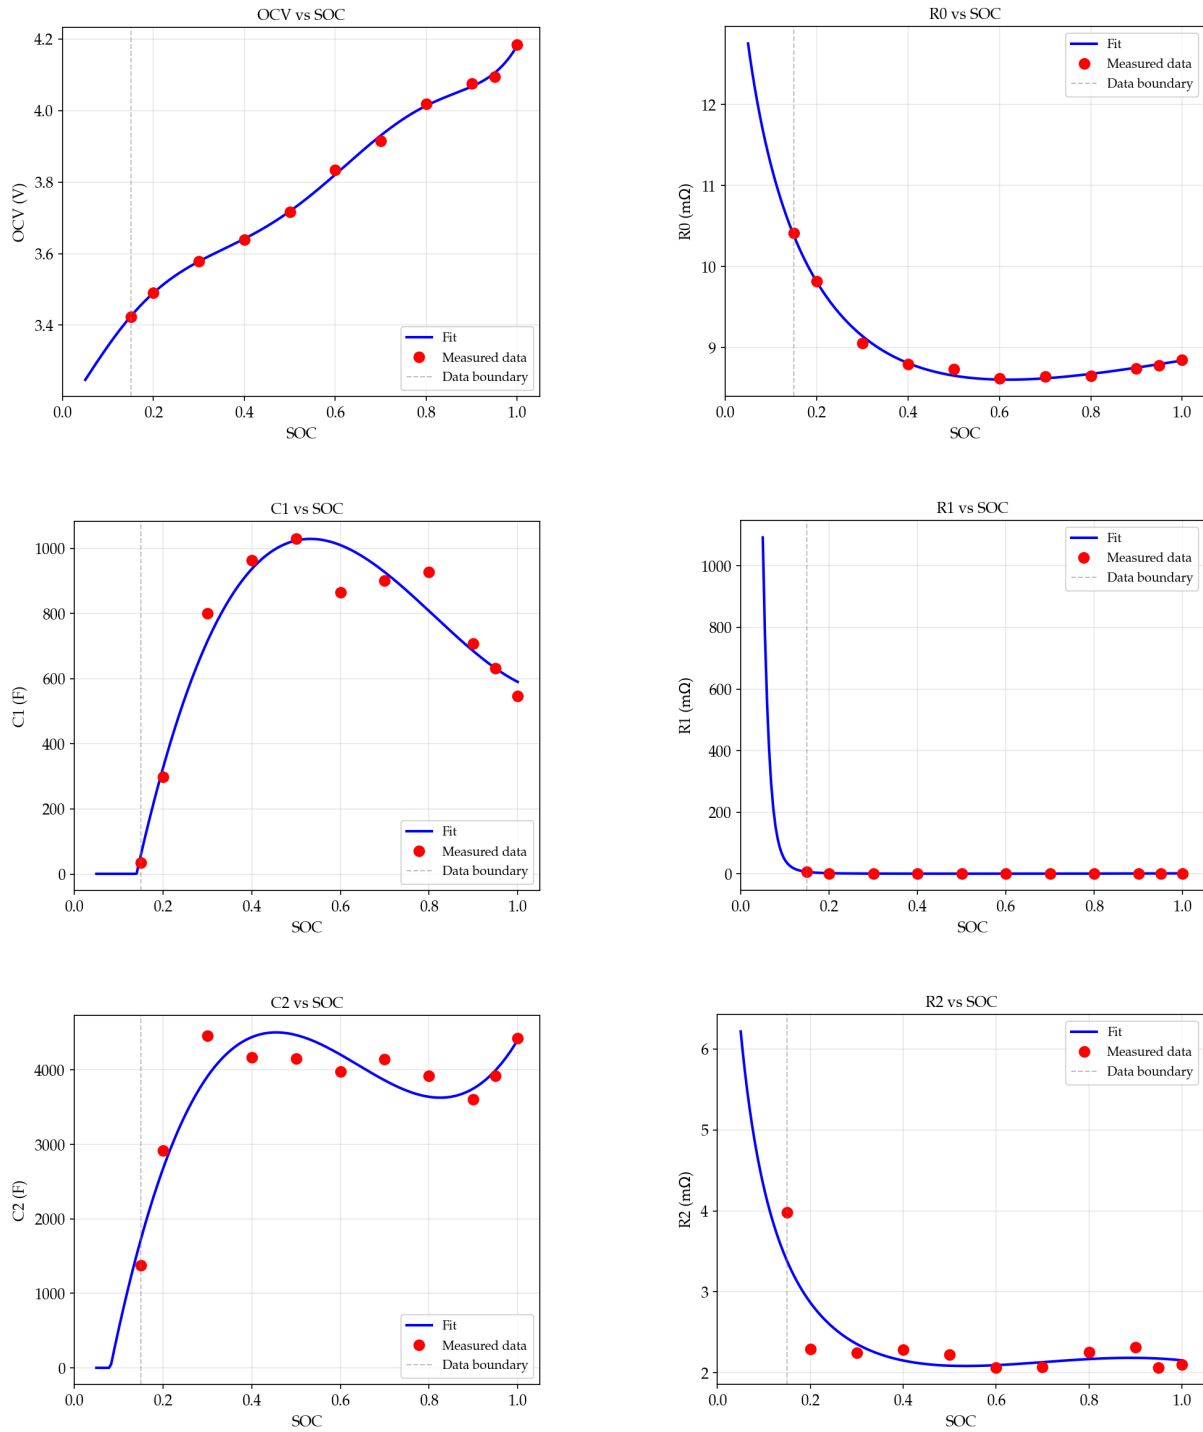 OCV vs SOC
4.2
4.0
3.8
3.6
3.4
OCV (V)
Fit
Measured data
Data boundary
0.0 0.2 0.4 0.6 0.8 1.0
SOC
R0 vs SOC
12
11
10
9
R0 (mΩ)
Fit
Measured data
Data boundary
0.0 0.2 0.4 0.6 0.8 1.0
SOC
C1 vs SOC
1000
800
600
400
200
0
C1 (F)
Fit
Measured data
Data boundary
0.0 0.2 0.4 0.6 0.8 1.0
SOC
R1 vs SOC
1000
800
600
400
200
0
R1 (mΩ)
Fit
Measured data
Data boundary
0.0 0.2 0.4 0.6 0.8 1.0
SOC
C2 vs SOC
4000
3000
2000
1000
0
C2 (F)
Fit
Measured data
Data boundary
0.0 0.2 0.4 0.6 0.8 1.0
SOC
R2 vs SOC
6
5
4
3
2
R2 (mΩ)
Fit
Measured data
Data boundary
0.0 0.2 0.4 0.6 0.8 1.0
SOC